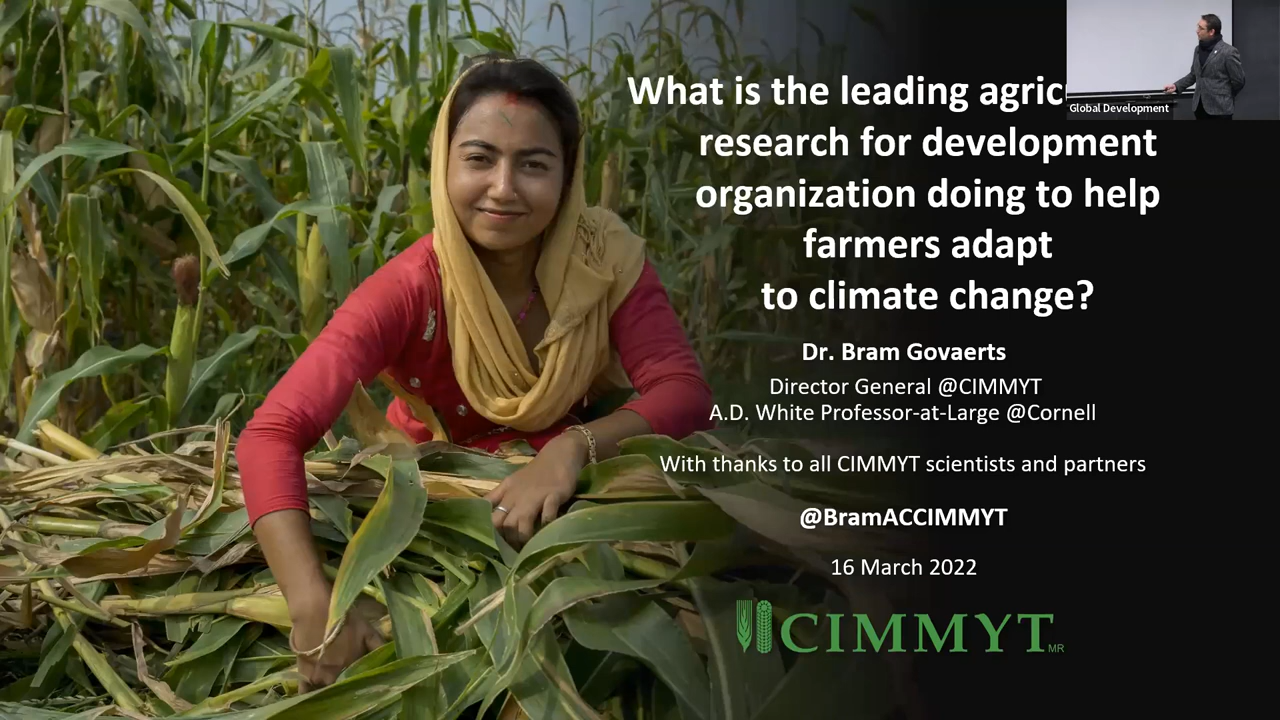 What is the leading agric
Global Development
research for development
organization doing to help
farmers adapt
to climate change?
Dr. Bram Govaerts
Director General @CIMMYT
A.D. White Professor-at-Large @Cornell
With thanks to all CIMMYT scientists and partners
@BramACCIMMYT
16 March 2022
CIMMYT MR